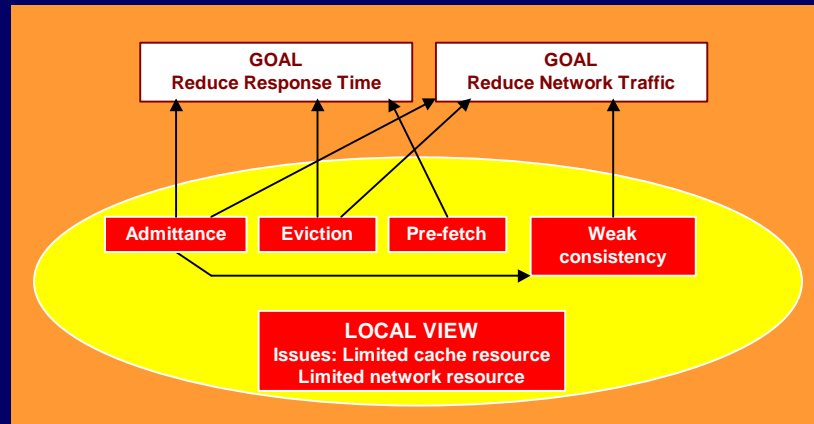 GOAL
Reduce Response Time
GOAL
Reduce Network Traffic
Admittance
Eviction
Pre-fetch
Weak
consistency
LOCAL VIEW
Issues: Limited cache resource
Limited network resource